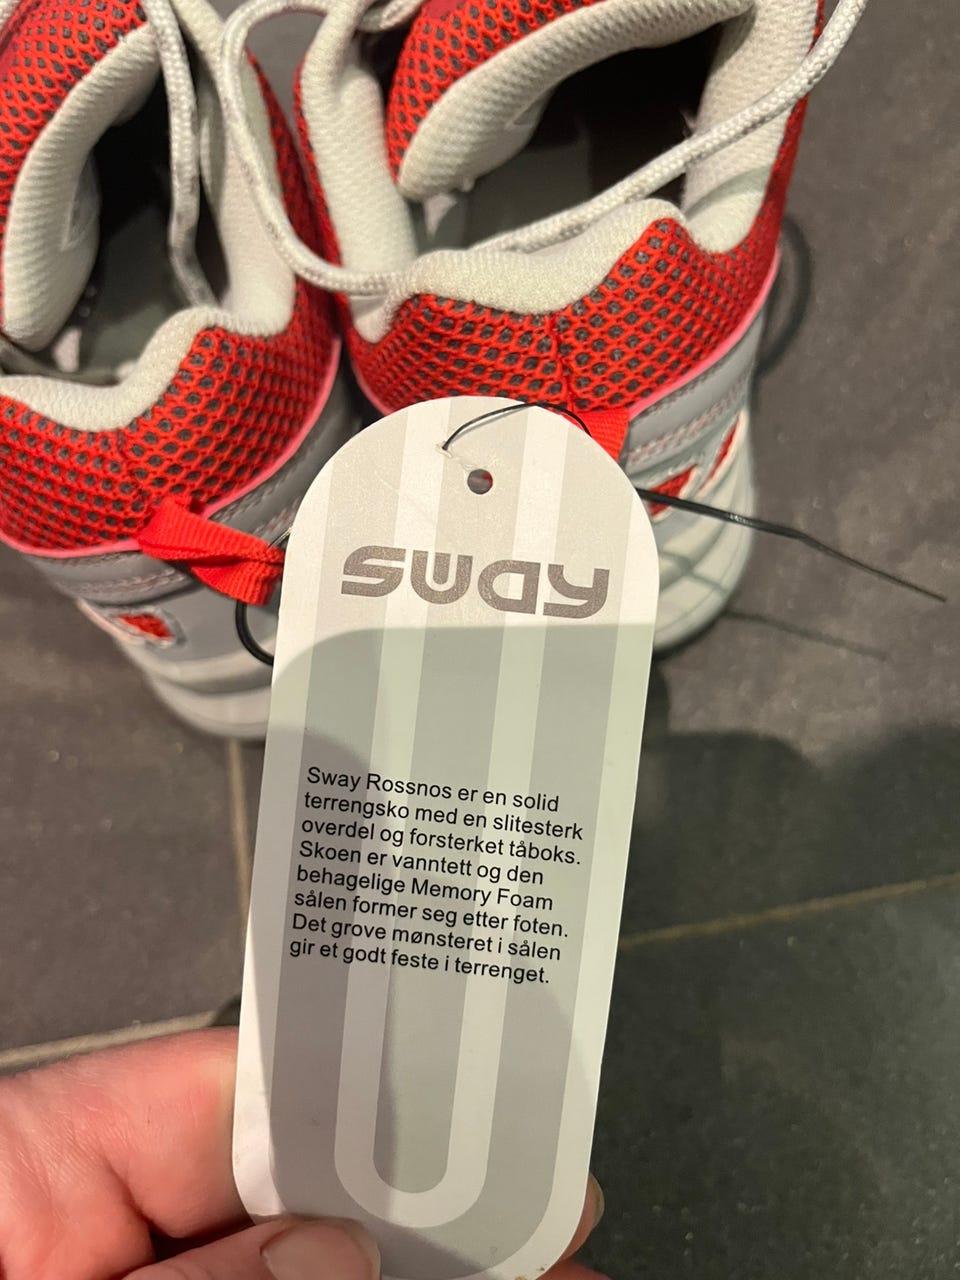 sway
Sway Rossnos er en solid
terrengsko med en slitesterk
overdel og forsterket tåboks.
Skoen er vanntett og den
behagelige Memory Foam
sålen former seg etter foten.
Det grove mønsteret i sålen
gir et godt feste i terrenget.